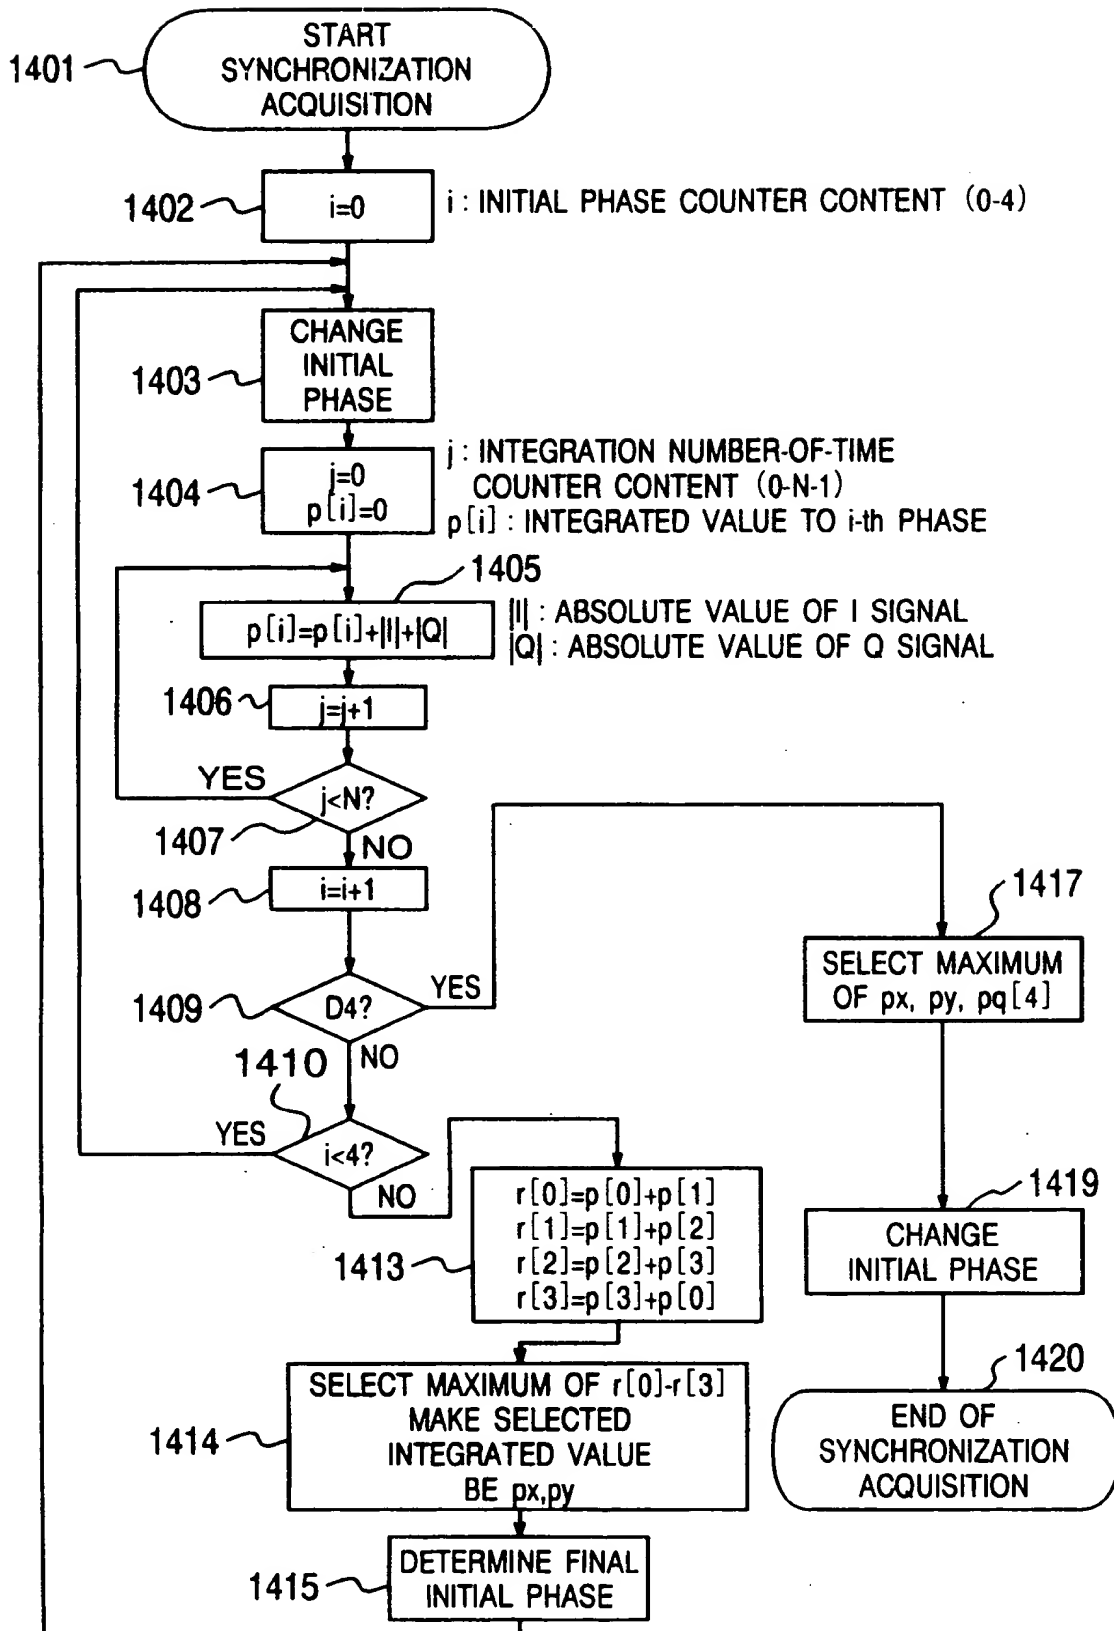 START
SYNCHRONIZATION
ACQUISITION
1401
1402
i=0
i : INITIAL PHASE COUNTER CONTENT (0-4)
CHANGE
INITIAL
PHASE
1403
j : INTEGRATION NUMBER-OF-TIME
COUNTER CONTENT (0-N-1)
p[i] : INTEGRATED VALUE TO i-th PHASE
1404
j=0
p[i]=0
1405
p[i]=p[i]+|I|+|Q|
|I| : ABSOLUTE VALUE OF I SIGNAL
|Q| : ABSOLUTE VALUE OF Q SIGNAL
1406
j=j+1
YES
j<N?
1407
NO
1408
i=i+1
1409
D4?
YES
NO
1410
YES
i<4?
NO
1413
r[0]=p[0]+p[1]
r[1]=p[1]+p[2]
r[2]=p[2]+p[3]
r[3]=p[3]+p[0]
1414
SELECT MAXIMUM OF r[0]-r[3]
MAKE SELECTED
INTEGRATED VALUE
BE px,py
1415
DETERMINE FINAL
INITIAL PHASE
1417
SELECT MAXIMUM
OF px, py, pq[4]
1419
CHANGE
INITIAL PHASE
1420
END OF
SYNCHRONIZATION
ACQUISITION